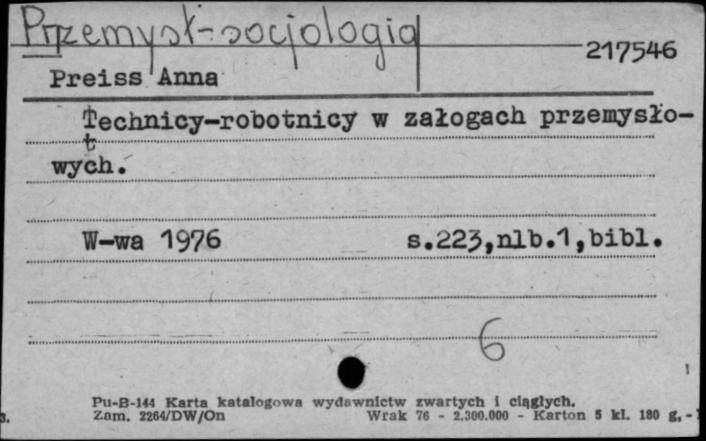 Przemysł-socjologia
217546
Preiss Anna
Technicy-robotnicy w załogach przemysło-
wych.
W-wa 1976 s.223,nlb.1,bibl.
6
Pu-B-144 Karta katalogowa wydawnictw zwartych i ciągłych.
Zam. 2264/DW/On Wrak 76 - 2.300.000 - Karton 5 kl. 180 g. -